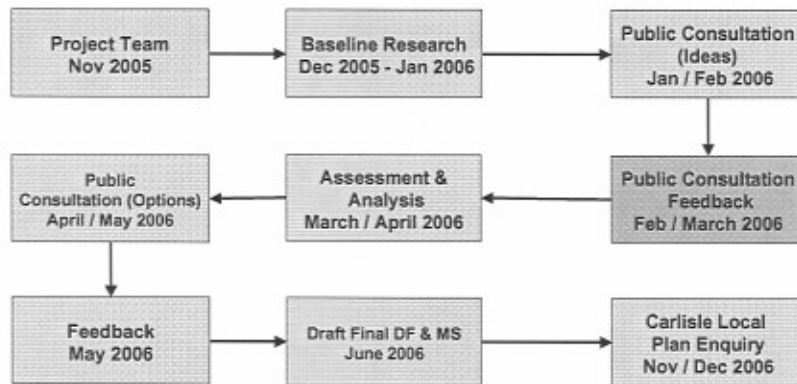 Project Team
Nov 2005
Baseline Research
Dec 2005 - Jan 2006
Public Consultation
(Ideas)
Jan / Feb 2006
Public Consultation
Feedback
Feb / March 2006
Assessment &
Analysis
March / April 2006
Public
Consultation (Options)
April / May 2006
Feedback
May 2006
Draft Final DF & MS
June 2006
Carlisle Local
Plan Enquiry
Nov / Dec 2006